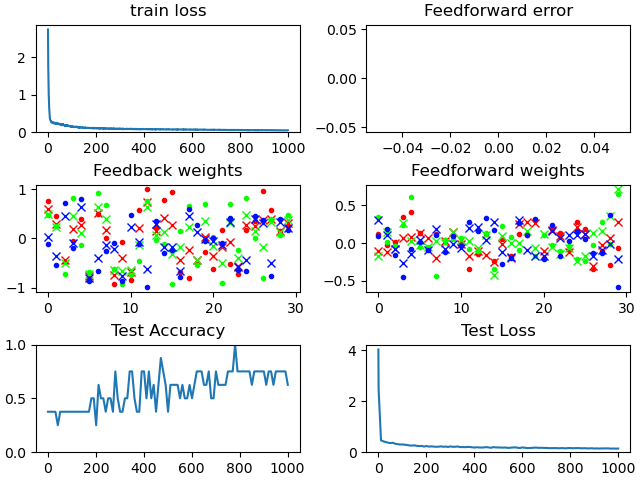 train loss
Feedforward error
2
1
0
0 200 400 600 800 1000
0.05
0.00
−0.05
−0.04 −0.02 0.00 0.02 0.04
Feedback weights
Feedforward weights
1
0
−1
0 10 20 30
0.5
0.0
−0.5
0 10 20 30
Test Accuracy
Test Loss
1.0
0.5
0.0
0 200 400 600 800 1000
4
2
0
0 200 400 600 800 1000